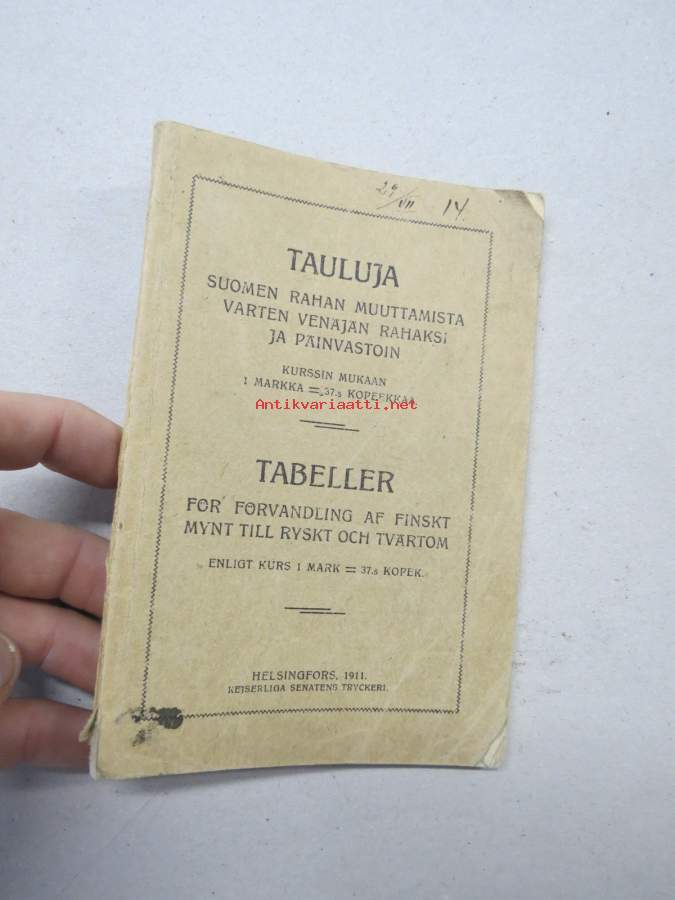 29/VII 14.
TAULUJA
SUOMEN RAHAN MUUTTAMISTA
VARTEN VENÄJÄN RAHAKSI
JA PÄINVASTOIN
KURSSIN MUKAAN
1 MARKKA = 37.5 KOPEEKKAA
Antikvariaatti.net
TABELLER
FÖR FÖRVANDLING AF FINSKT
MYNT TILL RYSKT OCH TVÄRTOM
ENLIGT KURS 1 MARK = 37.5 KOPEK.
HELSINGFORS, 1911.
KEJSERLIGA SENATENS TRYCKERI.